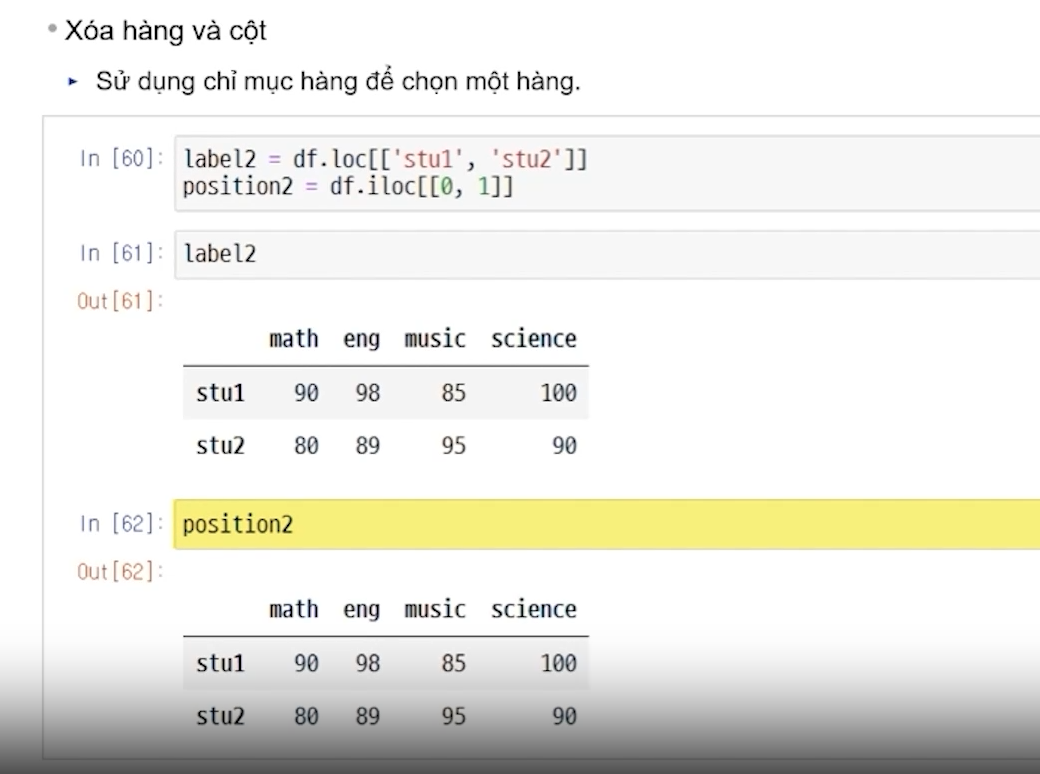 Xóa hàng và cột
Sử dụng chỉ mục hàng để chọn một hàng.
In [60]: label2 = df.loc[['stu1', 'stu2']]
position2 = df.iloc[[0, 1]]
In [61]: label2
Out[61]:
math eng music science
stu1 90 98 85 100
stu2 80 89 95 90
In [62]: position2
Out[62]:
math eng music science
stu1 90 98 85 100
stu2 80 89 95 90